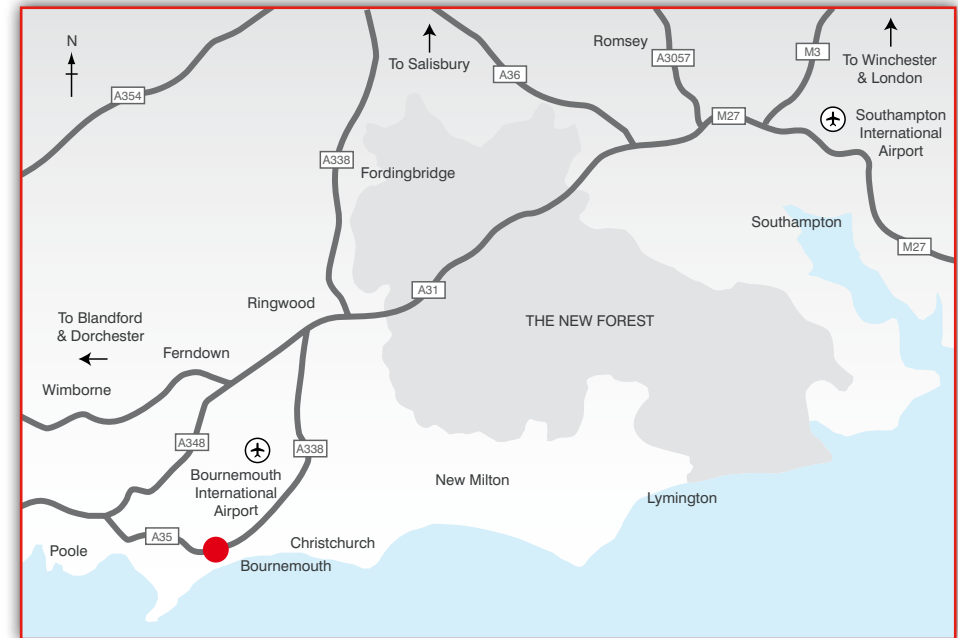 N
To Salisbury
Romsey
A3057
M3
To Winchester
& London
A36
A354
M27
Southampton
International
Airport
A338
Fordingbridge
Southampton
M27
A31
Ringwood
THE NEW FOREST
To Blandford
& Dorchester
Ferndown
Wimborne
A348
A338
Bournemouth
International
Airport
New Milton
Lymington
A35
Christchurch
Poole
Bournemouth